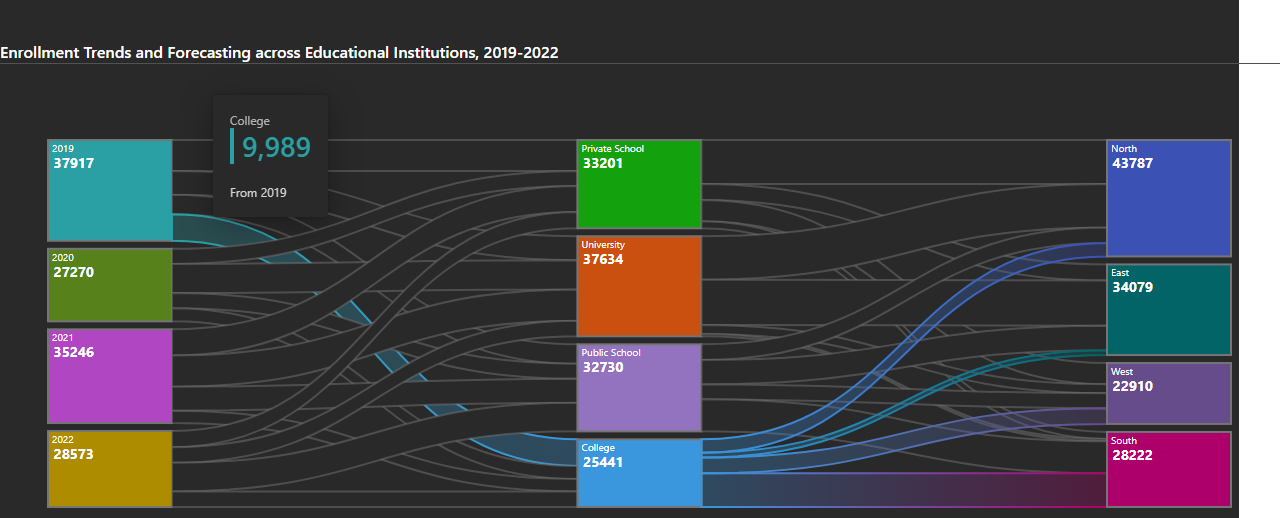 Enrollment Trends and Forecasting across Educational Institutions, 2019-2022
College
9,989
From 2019
2019
37917
2020
27270
2021
35246
2022
28573
Private School
33201
University
37634
Public School
32730
College
25441
North
43787
East
34079
West
22910
South
28222